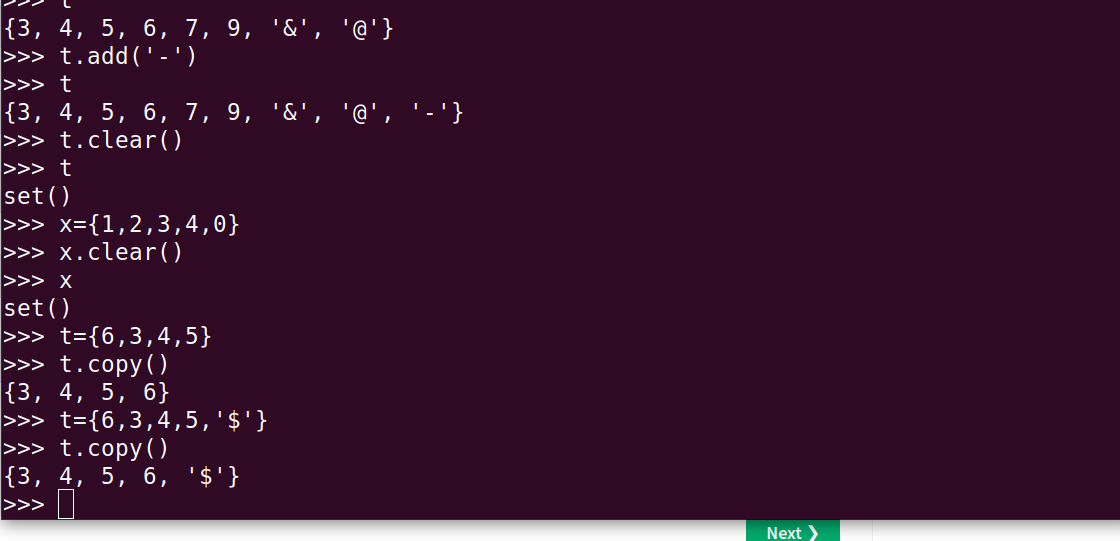 >>> t
{3, 4, 5, 6, 7, 9, '&', '@'}
>>> t.add('-')
>>> t
{3, 4, 5, 6, 7, 9, '&', '@', '-'}
>>> t.clear()
>>> t
set()
>>> x={1,2,3,4,0}
>>> x.clear()
>>> x
set()
>>> t={6,3,4,5}
>>> t.copy()
{3, 4, 5, 6}
>>> t={6,3,4,5,'$'}
>>> t.copy()
{3, 4, 5, 6, '$'}
>>>
Next ❯